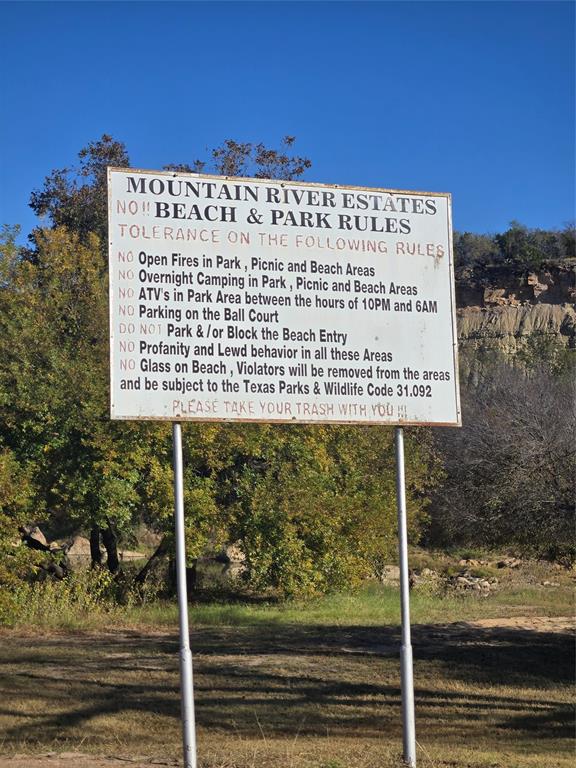 MOUNTAIN RIVER ESTATES
NO!! BEACH & PARK RULES
TOLERANCE ON THE FOLLOWING RULES
NO Open Fires in Park , Picnic and Beach Areas
NO Overnight Camping in Park , Picnic and Beach Areas
NO ATV's in Park Area between the hours of 10PM and 6AM
NO Parking on the Ball Court
DO NOT Park & / or Block the Beach Entry
NO Profanity and Lewd behavior in all these Areas
NO Glass on Beach , Violators will be removed from the areas
and be subject to the Texas Parks & Wildlife Code 31.092
PLEASE TAKE YOUR TRASH WITH YOU !!!